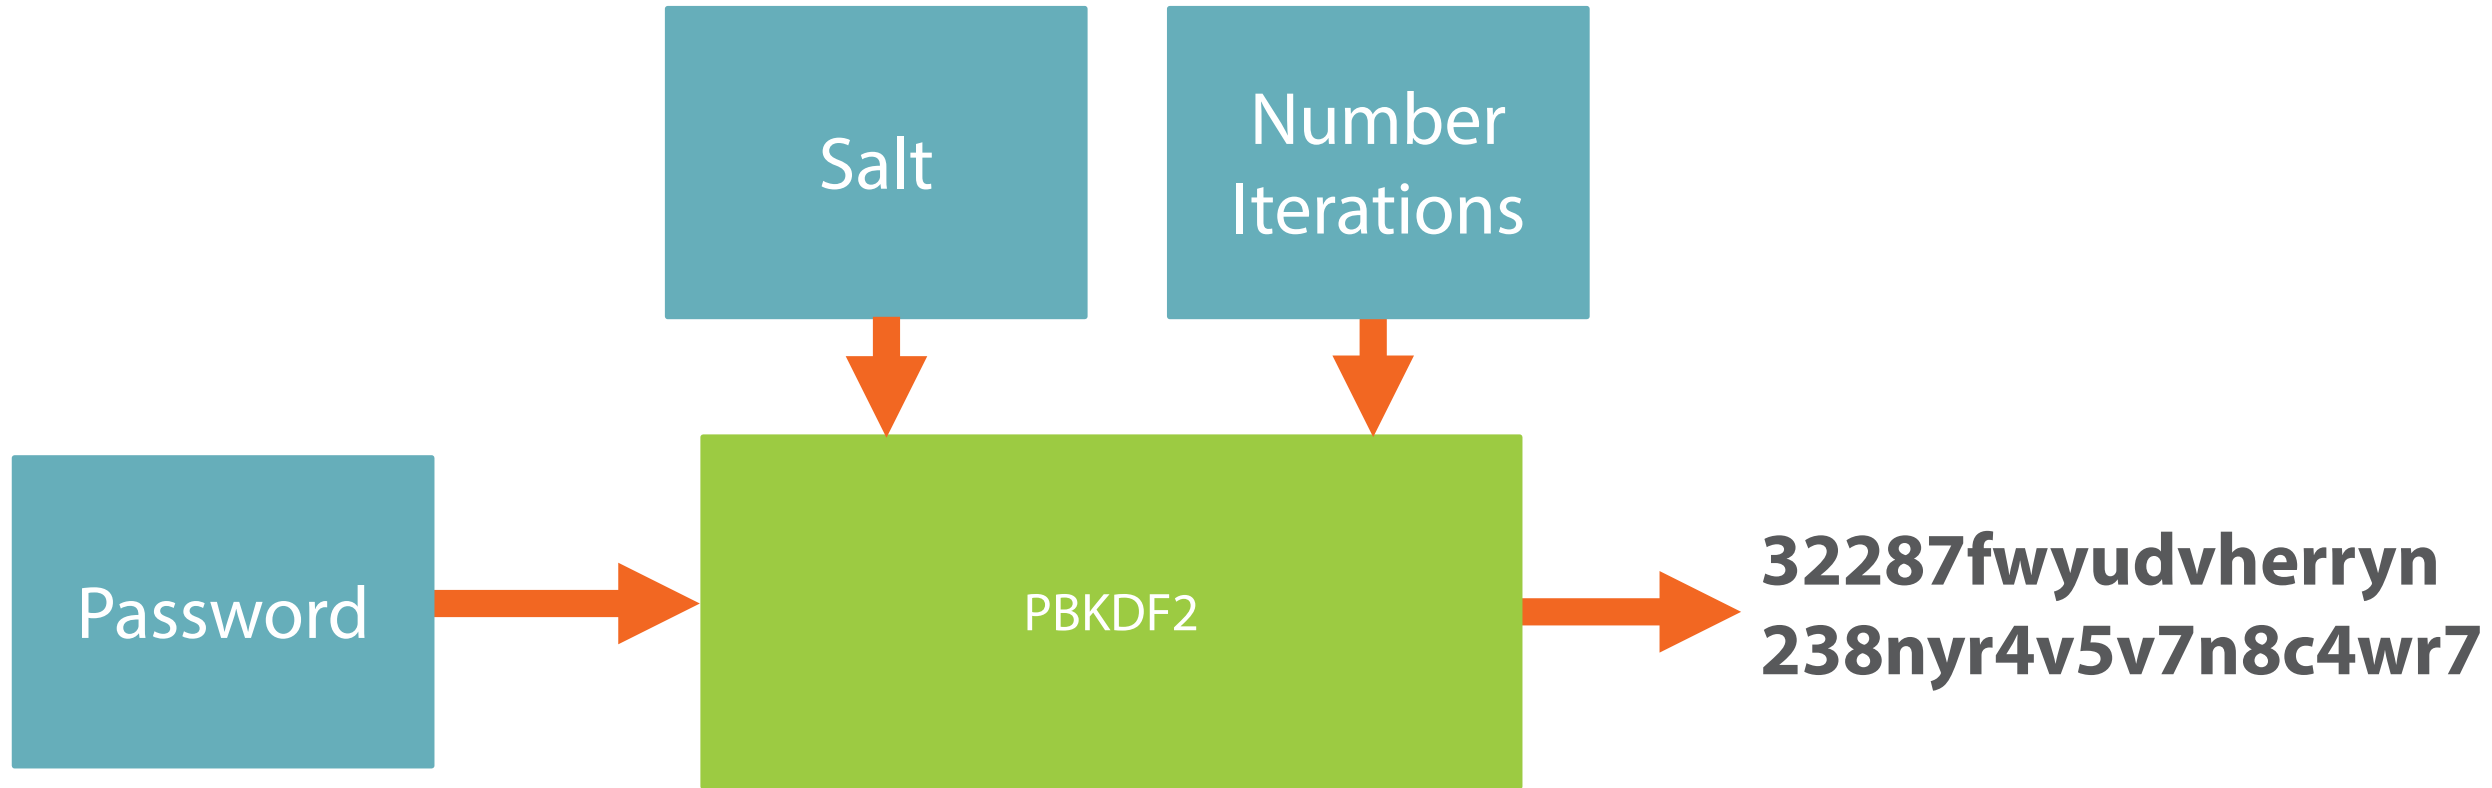 Salt
Number
Iterations
Password
PBKDF2
32287fwyudvherryn
238nyr4v5v7n8c4wr7